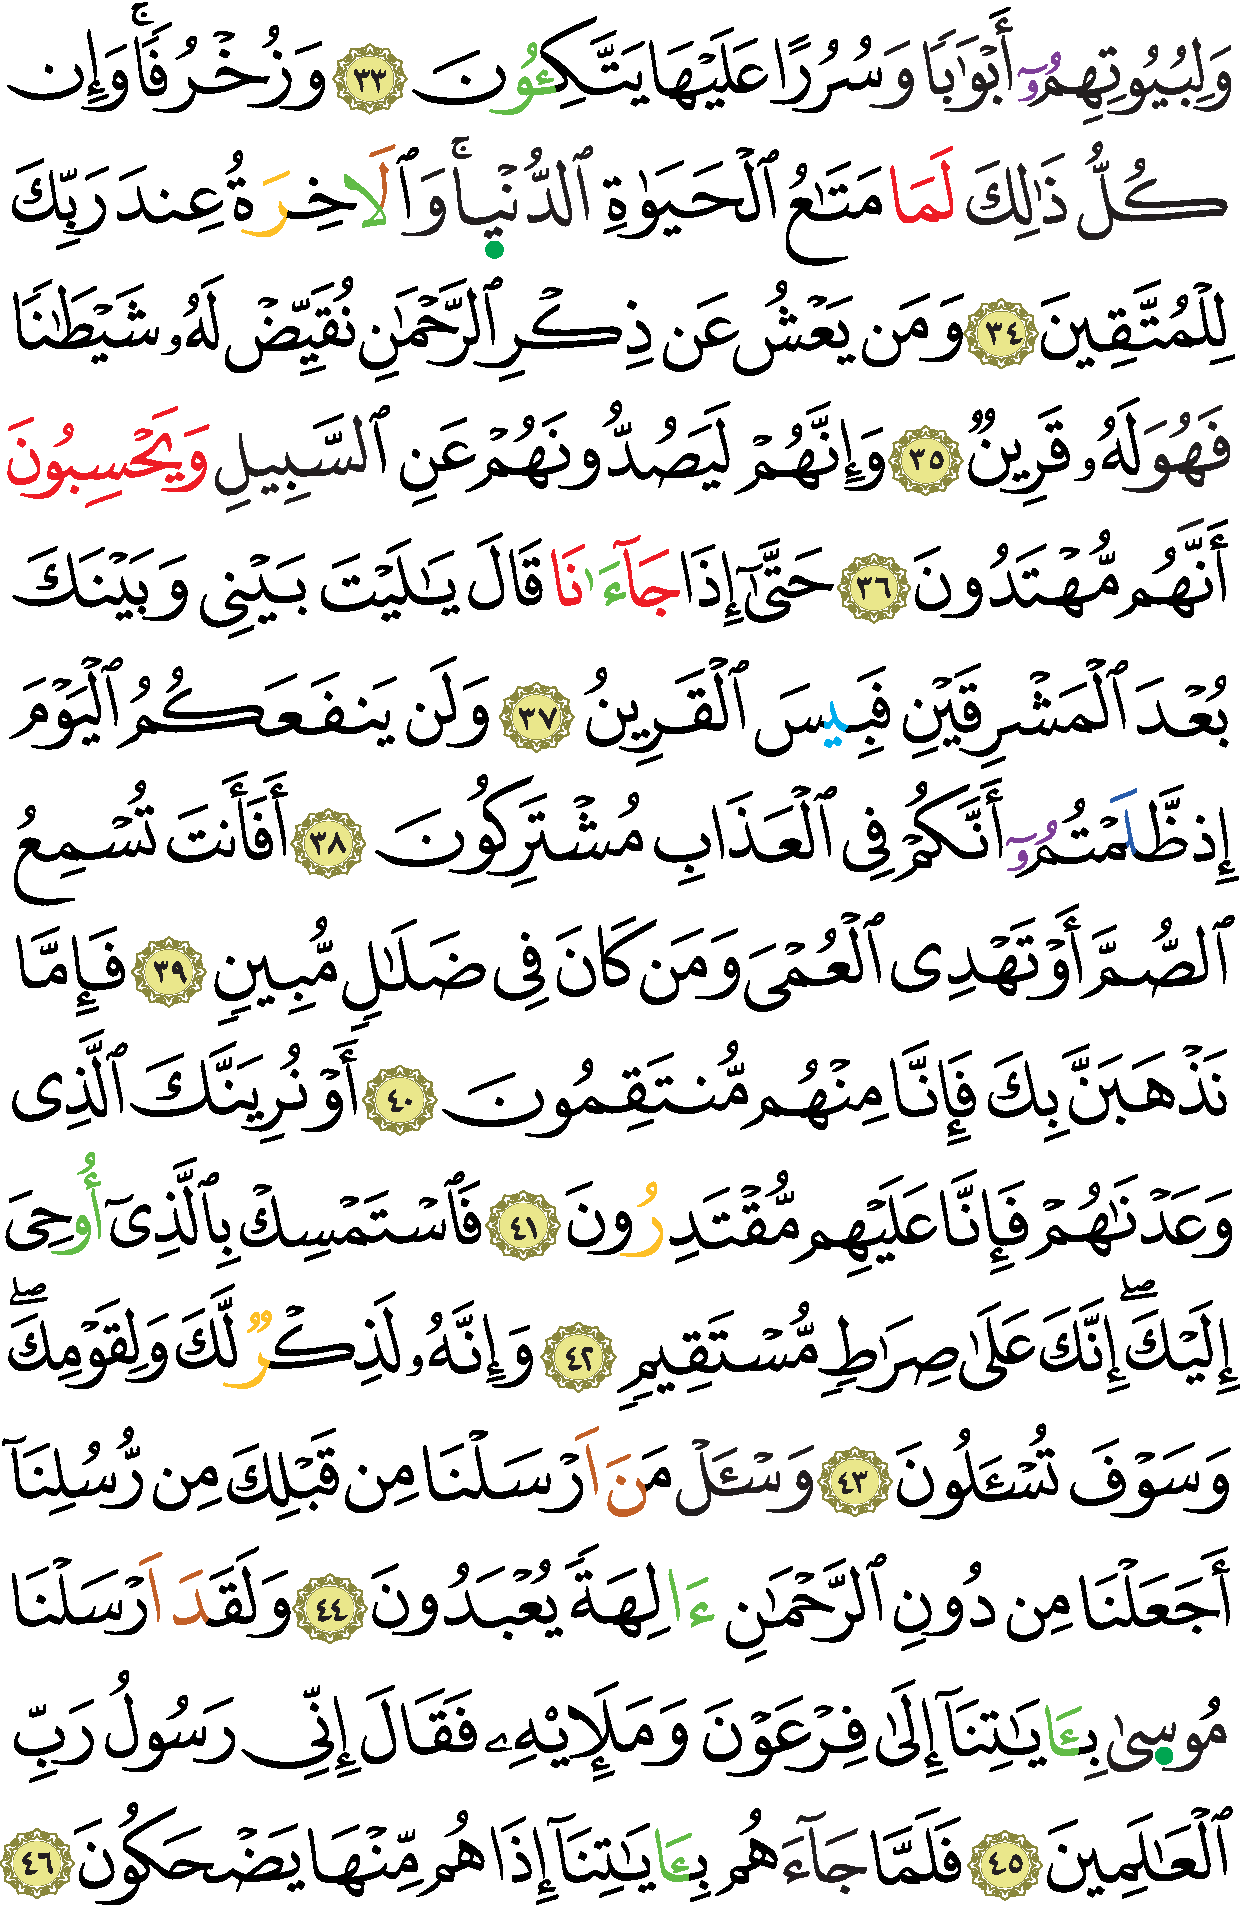 وَلِبُيُوتِهِمُۥٓ أَبْوَٰبًا وَسُرُرًا عَلَيْهَا يَتَّكِـُٔونَ ٣٣ وَزُخْرُفًاۚ وَإِن
كُلُّ ذَٰلِكَ لَمَا مَتَـٰعُ ٱلْحَيَوٰةِ ٱلدُّنْيَاۚ وَٱلَاخِرَةُ عِندَ رَبِّكَ
لِلْمُتَّقِينَ ٣٤ وَمَن يَعْشُ عَن ذِكْرِ ٱلرَّحْمَـٰنِ نُقَيِّضْ لَهُۥ شَيْطَـٰنًا
فَهُوَ لَهُۥ قَرِينٌ ٣٥ وَإِنَّهُمْ لَيَصُدُّونَهُمْ عَنِ ٱلسَّبِيلِ وَيَحْسِبُونَ
أَنَّهُم مُّهْتَدُونَ ٣٦ حَتَّىٰٓ إِذَا جَآءَٰنَا قَالَ يَـٰلَيْتَ بَيْنِى وَبَيْنَكَ
بُعْدَ ٱلْمَشْرِقَيْنِ فَبِيسَ ٱلْقَرِينُ ٣٧ وَلَن يَنفَعَكُمُ ٱلْيَوْمَ
إِذ ظَّلَمْتُمُۥٓ أَنَّكُمْ فِى ٱلْعَذَابِ مُشْتَرِكُونَ ٣٨ أَفَأَنتَ تُسْمِعُ
ٱلصُّمَّ أَوْ تَهْدِى ٱلْعُمْىَ وَمَن كَانَ فِى ضَلَـٰلٍ مُّبِينٍ ٣٩ فَإِمَّا
نَذْهَبَنَّ بِكَ فَإِنَّا مِنْهُم مُّنتَقِمُونَ ٤٠ أَوْ نُرِيَنَّكَ ٱلَّذِى
وَعَدْنَـٰهُمْ فَإِنَّا عَلَيْهِم مُّقْتَدِرُونَ ٤١ فَٱسْتَمْسِكْ بِٱلَّذِىٓ أُوحِىَ
إِلَيْكَۖ إِنَّكَ عَلَىٰ صِرَٰطٍ مُّسْتَقِيمٍ ٤٢ وَإِنَّهُۥ لَذِكْرٌ لَّكَ وَلِقَوْمِكَۖ
وَسَوْفَ تُسْـَٔلُونَ ٤٣ وَسْـَٔلْ مَنَ اَرْسَلْنَا مِن قَبْلِكَ مِن رُّسُلِنَآ
أَجَعَلْنَا مِن دُونِ ٱلرَّحْمَـٰنِ ءَالِهَةً يُعْبَدُونَ ٤٤ وَلَقَدَ اَرْسَلْنَا
مُوسِىٰ بِـَٔايَـٰتِنَآ إِلَىٰ فِرْعَوْنَ وَمَلَإِيْهِۦ فَقَالَ إِنِّى رَسُولُ رَبِّ
ٱلْعَـٰلَمِينَ ٤٥ فَلَمَّا جَآءَهُم بِـَٔايَـٰتِنَآ إِذَا هُم مِّنْهَا يَضْحَكُونَ ٤٦